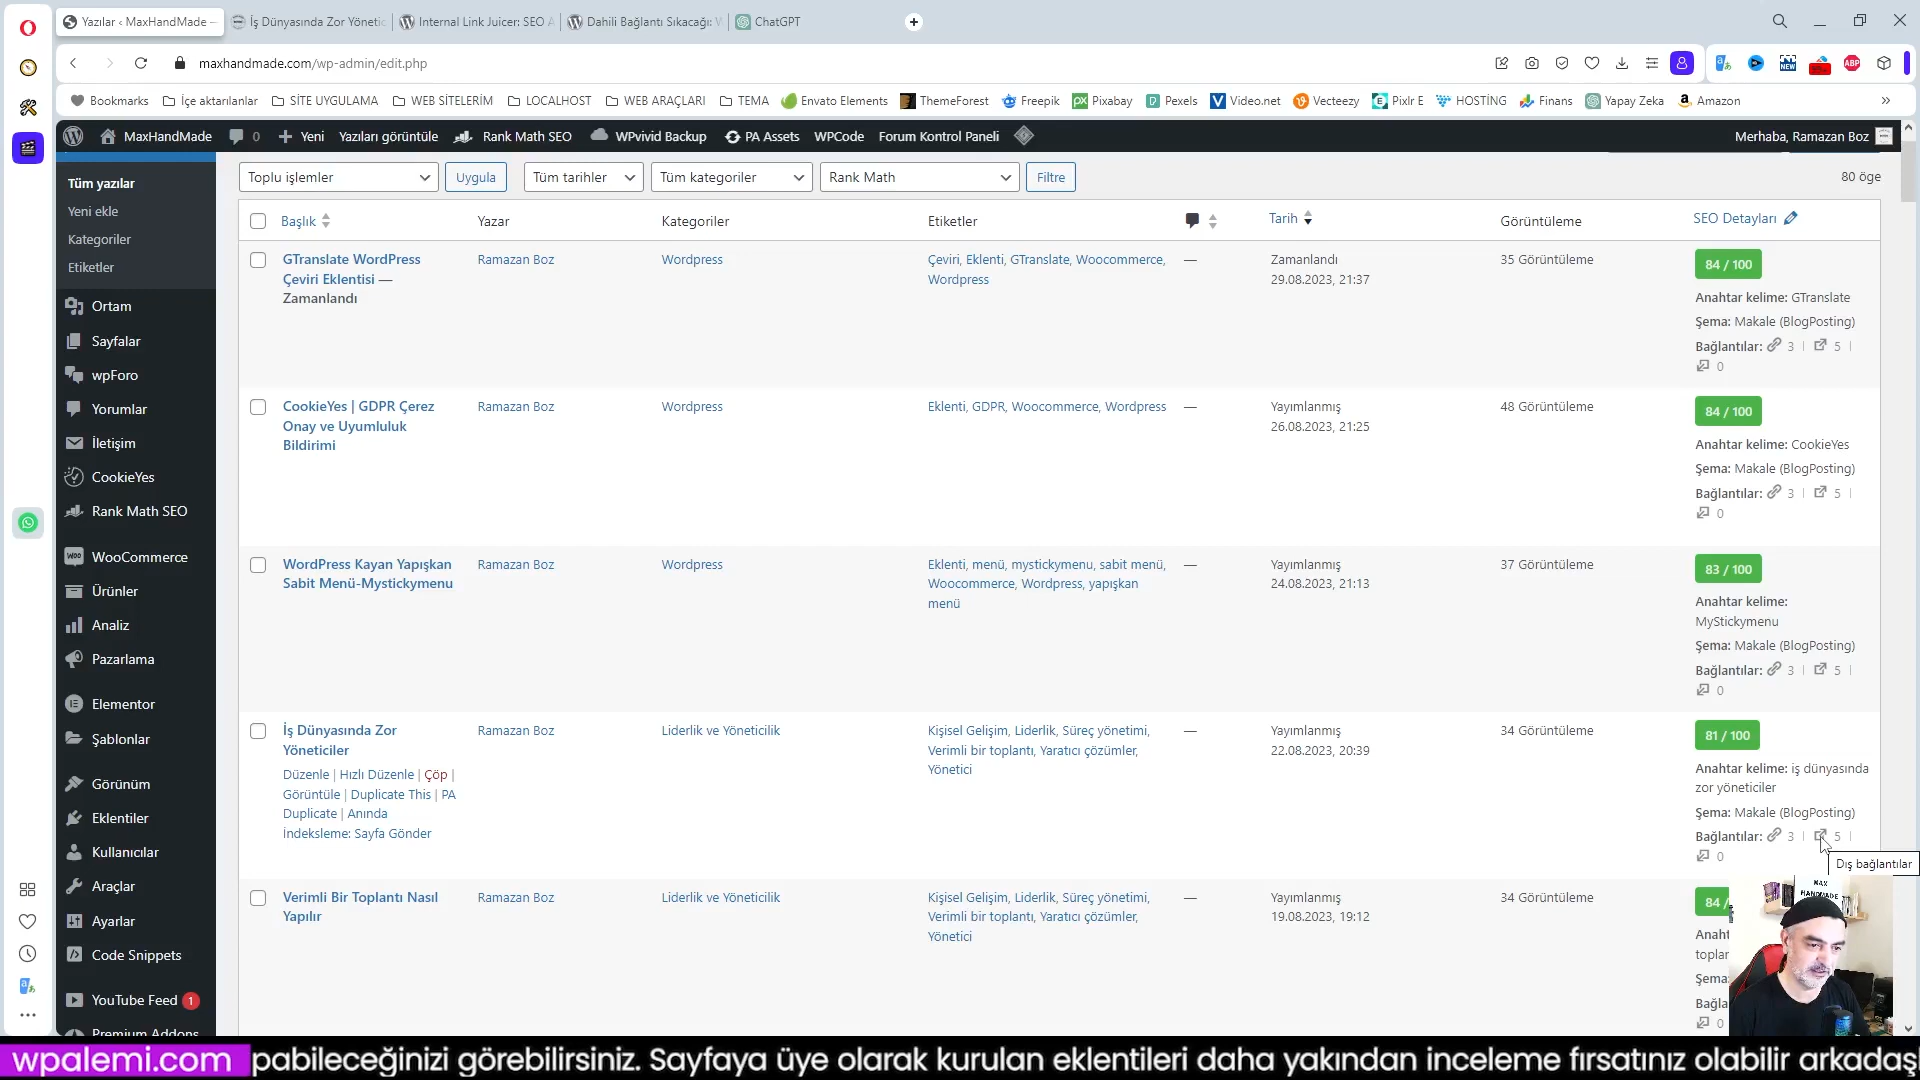 Yazılar ‹ MaxHandMade —
İş Dünyasında Zor Yönetic
Internal Link Juicer: SEO A
Dahili Bağlantı Sıkacağı: W
ChatGPT
maxhandmade.com/wp-admin/edit.php
Bookmarks
İçe aktarılanlar
SİTE UYGULAMA
WEB SİTELERİM
LOCALHOST
WEB ARAÇLARI
TEMA
Envato Elements
ThemeForest
Freepik
Pixabay
Pexels
Video.net
Vecteezy
Pixlr E
HOSTİNG
Finans
Yapay Zeka
Amazon
MaxHandMade
0
Yeni
Yazıları görüntüle
Rank Math SEO
WPvivid Backup
PA Assets
WPCode
Forum Kontrol Paneli
Merhaba, Ramazan Boz
Tüm yazılar
Yeni ekle
Kategoriler
Etiketler
Ortam
Sayfalar
wpForo
Yorumlar
İletişim
CookieYes
Rank Math SEO
WooCommerce
Ürünler
Analiz
Pazarlama
Elementor
Şablonlar
Görünüm
Eklentiler
Kullanıcılar
Araçlar
Ayarlar
Code Snippets
YouTube Feed 1
Premium Addons
Toplu işlemler
Uygula
Tüm tarihler
Tüm kategoriler
Rank Math
Filtre
80 öge
Başlık
Yazar
Kategoriler
Etiketler
Tarih
Görüntüleme
SEO Detayları
GTranslate WordPress
Çeviri Eklentisi —
Zamanlandı
Ramazan Boz
Wordpress
Çeviri, Eklenti, GTranslate, Woocommerce,
Wordpress
—
Zamanlandı
29.08.2023, 21:37
35 Görüntüleme
84 / 100
Anahtar kelime: GTranslate
Şema: Makale (BlogPosting)
Bağlantılar: 3 | 5 |
0
CookieYes | GDPR Çerez
Onay ve Uyumluluk
Bildirimi
Ramazan Boz
Wordpress
Eklenti, GDPR, Woocommerce, Wordpress
—
Yayımlanmış
26.08.2023, 21:25
48 Görüntüleme
84 / 100
Anahtar kelime: CookieYes
Şema: Makale (BlogPosting)
Bağlantılar: 3 | 5 |
0
WordPress Kayan Yapışkan
Sabit Menü-Mystickymenu
Ramazan Boz
Wordpress
Eklenti, menü, mystickymenu, sabit menü,
Woocommerce, Wordpress, yapışkan
menü
—
Yayımlanmış
24.08.2023, 21:13
37 Görüntüleme
83 / 100
Anahtar kelime:
MyStickymenu
Şema: Makale (BlogPosting)
Bağlantılar: 3 | 5 |
0
İş Dünyasında Zor
Yöneticiler
Düzenle | Hızlı Düzenle | Çöp |
Görüntüle | Duplicate This | PA
Duplicate | Anında
İndeksleme: Sayfa Gönder
Ramazan Boz
Liderlik ve Yöneticilik
Kişisel Gelişim, Liderlik, Süreç yönetimi,
Verimli bir toplantı, Yaratıcı çözümler,
Yönetici
—
Yayımlanmış
22.08.2023, 20:39
34 Görüntüleme
81 / 100
Anahtar kelime: iş dünyasında
zor yöneticiler
Şema: Makale (BlogPosting)
Bağlantılar: 3 | 5 |
0
Dış bağlantılar
Verimli Bir Toplantı Nasıl
Yapılır
Ramazan Boz
Liderlik ve Yöneticilik
Kişisel Gelişim, Liderlik, Süreç yönetimi,
Verimli bir toplantı, Yaratıcı çözümler,
Yönetici
—
Yayımlanmış
19.08.2023, 19:12
34 Görüntüleme
84 /
Anaht
toplar
Şema
Bağla
0
MAX
HANDMADE
wpalemi.com
pabileceğinizi görebilirsiniz. Sayfaya üye olarak kurulan eklentileri daha yakından inceleme fırsatınız olabilir arkadaş